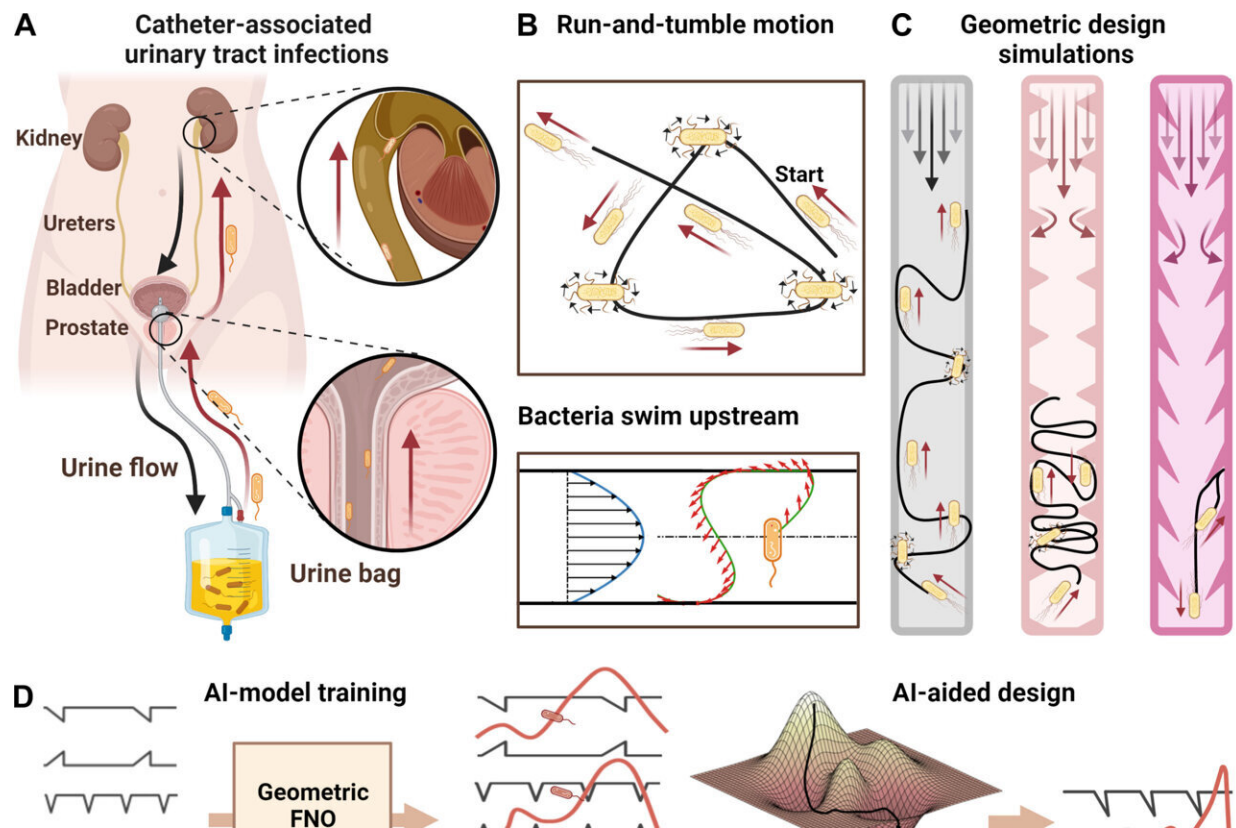 A
Catheter-associated
urinary tract infections
Kidney
Ureters
Bladder
Prostate
Urine flow
Urine bag
B
Run-and-tumble motion
Start
Bacteria swim upstream
C
Geometric design
simulations
D
AI-model training
Geometric
FNO
AI-aided design